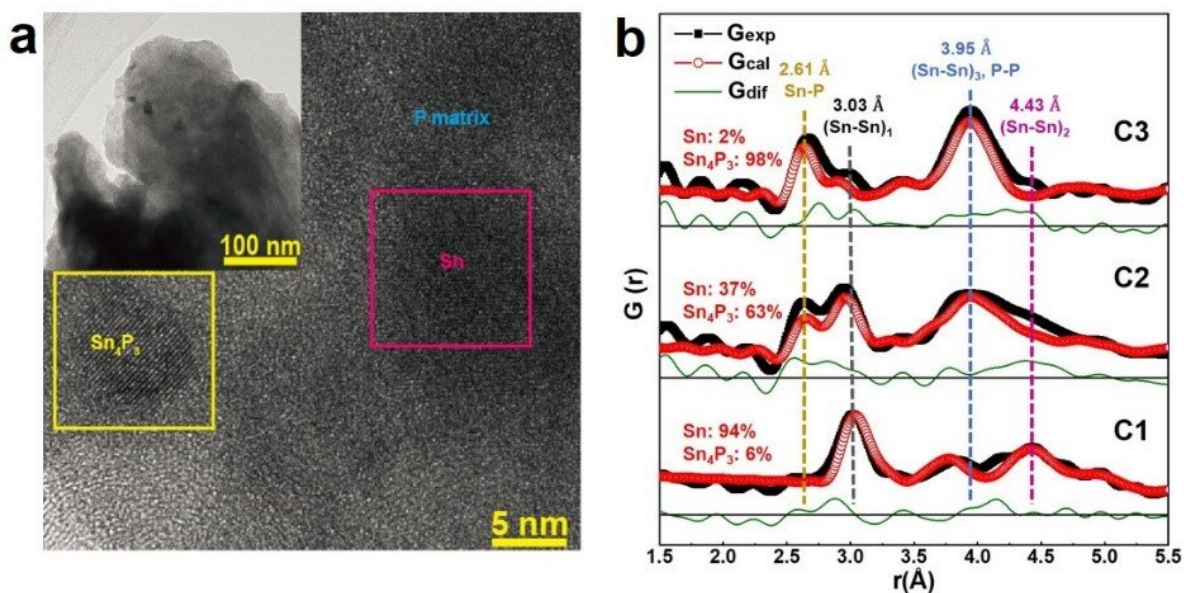 a
P matrix
Sn
Sn₄P₃
100 nm
5 nm
b
Gexp
Gcal
Gdif
2.61 Å
Sn-P
3.03 Å
(Sn-Sn)₁
3.95 Å
(Sn-Sn)₃, P-P
4.43 Å
(Sn-Sn)₂
C3
Sn: 2%
Sn₄P₃: 98%
C2
Sn: 37%
Sn₄P₃: 63%
C1
Sn: 94%
Sn₄P₃: 6%
G (r)
1.5 2.0 2.5 3.0 3.5 4.0 4.5 5.0 5.5
r(Å)